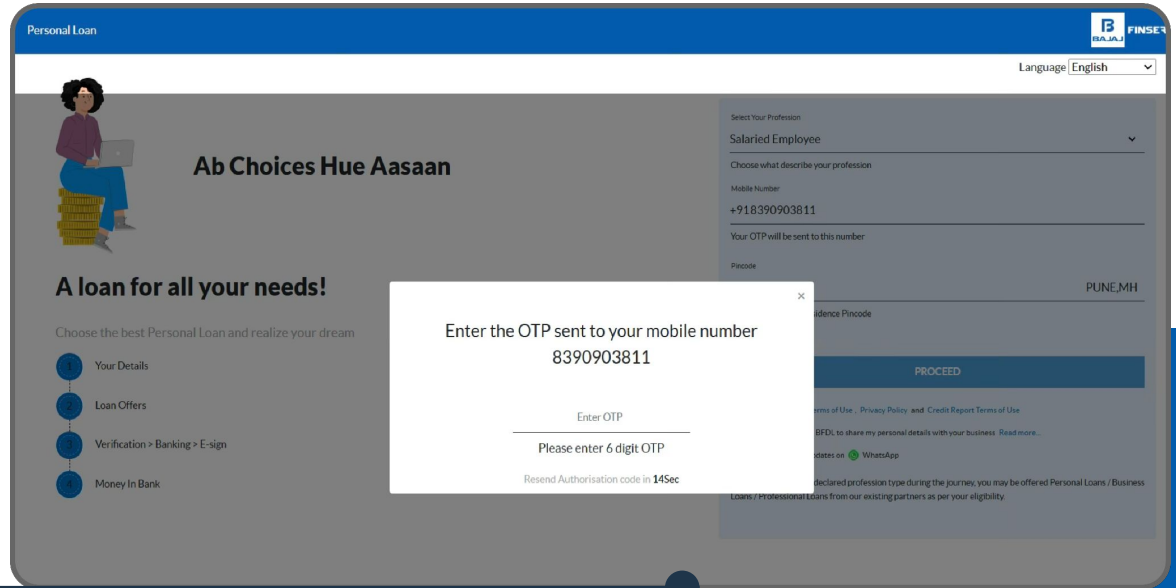 Personal Loan
BAJAJ
FINSER
Language English
Ab Choices Hue Aasaan
A loan for all your needs!
Choose the best Personal Loan and realize your dream
1 Your Details
2 Loan Offers
3 Verification > Banking > E-sign
4 Money In Bank
Select Your Profession
Salaried Employee
Choose what describe your profession
Mobile Number
+918390903811
Your OTP will be sent to this number
Pincode
PUNE,MH
idence Pincode
PROCEED
erms of Use , Privacy Policy and Credit Report Terms of Use
BFDL to share my personal details with your business Read more...
dates on WhatsApp
declared profession type during the journey, you may be offered Personal Loans / Business
Loans / Professional Loans from our existing partners as per your eligibility.
×
Enter the OTP sent to your mobile number
8390903811
Enter OTP
Please enter 6 digit OTP
Resend Authorisation code in 14Sec